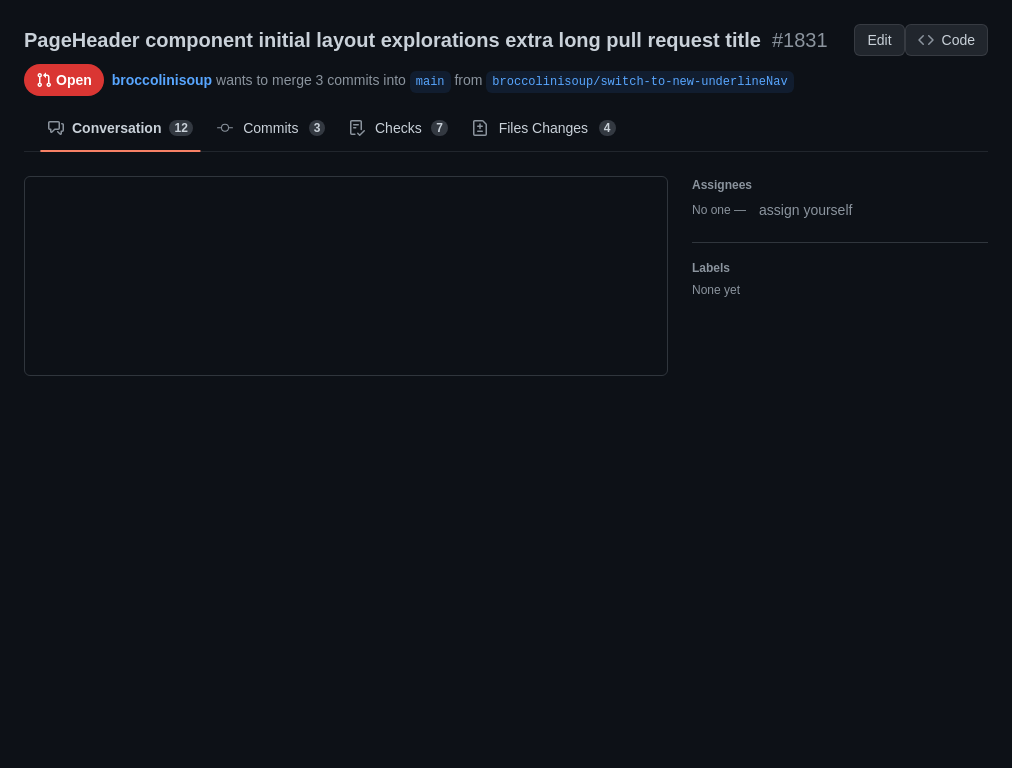 PageHeader component initial layout explorations extra long pull request title #1831 Edit Code
Open broccolinisoup wants to merge 3 commits into main from broccolinisoup/switch-to-new-underlineNav
Conversation 12 Commits 3 Checks 7 Files Changes 4
Assignees
No one — assign yourself
Labels
None yet